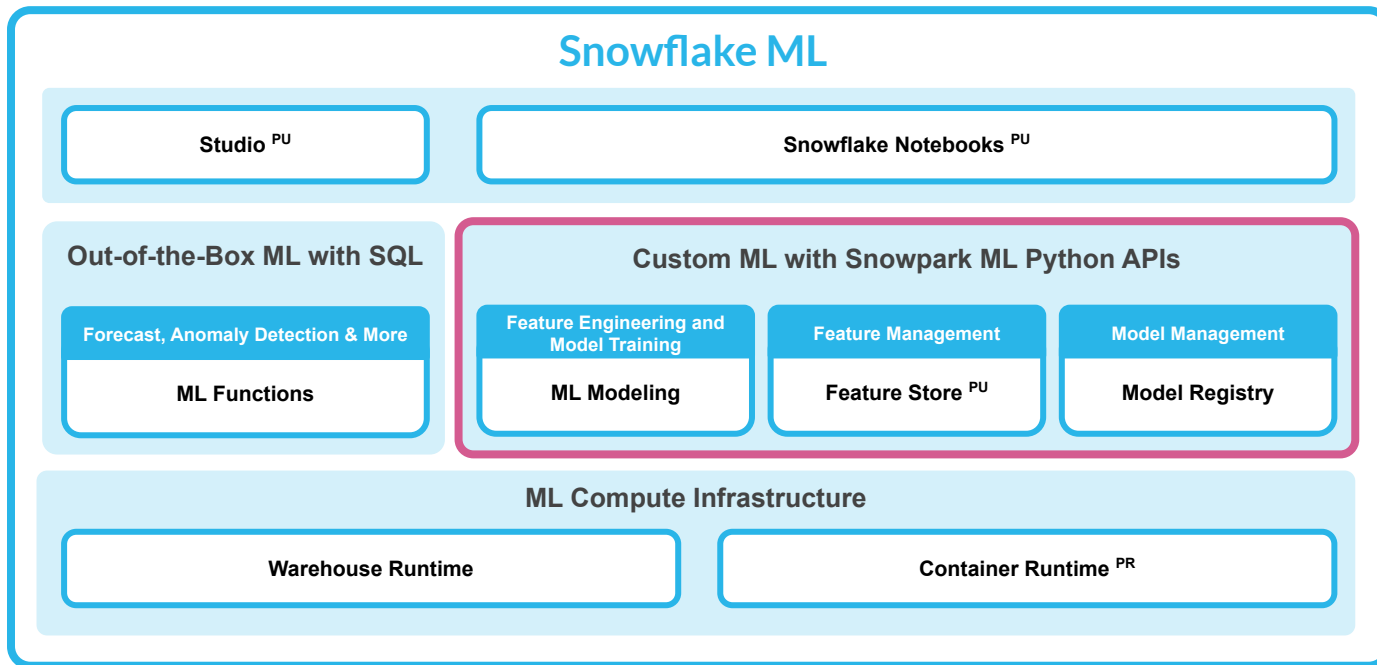 Snowflake ML
Studio PU
Snowflake Notebooks PU
Out-of-the-Box ML with SQL
Forecast, Anomaly Detection & More
ML Functions
Custom ML with Snowpark ML Python APIs
Feature Engineering and
Model Training
ML Modeling
Feature Management
Feature Store PU
Model Management
Model Registry
ML Compute Infrastructure
Warehouse Runtime
Container Runtime PR